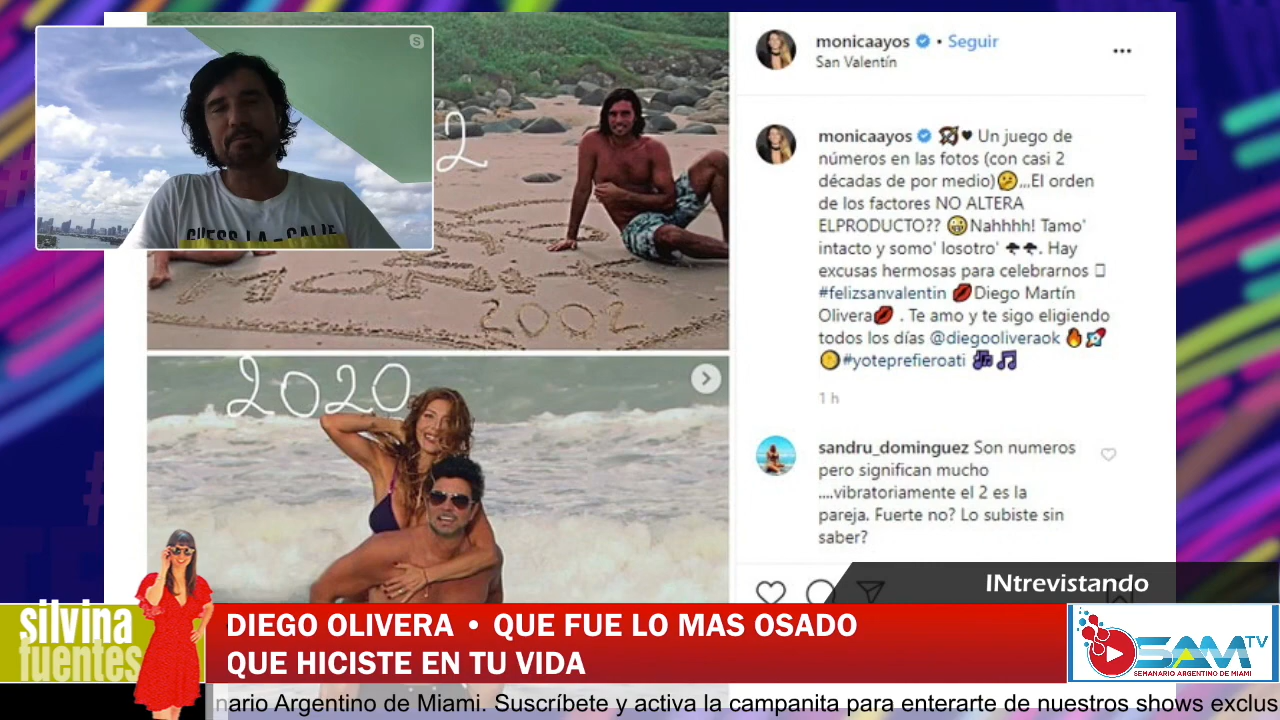 monicaayos • Seguir
San Valentín
monicaayos Un juego de
números en las fotos (con casi 2
décadas de por medio)...El orden
de los factores NO ALTERA
ELPRODUCTO?? Nahhhh! Tamo'
intacto y somo' losotro' . Hay
excusas hermosas para celebrarnos
#felizsanvalentin Diego Martín
Olivera . Te amo y te sigo eligiendo
todos los días @diegooliveraok
#yoteprefieroati
1 h
sandru_dominguez Son numeros
pero significan mucho
....vibratoriamente el 2 es la
pareja. Fuerte no? Lo subiste sin
saber?
2
MONIK
2002
2020
INtrevistando
silvina
fuentes
DIEGO OLIVERA • QUE FUE LO MAS OSADO
QUE HICISTE EN TU VIDA
SAM TV
SEMANARIO ARGENTINO DE MIAMI
nario Argentino de Miami. Suscríbete y activa la campanita para enterarte de nuestros shows exclus